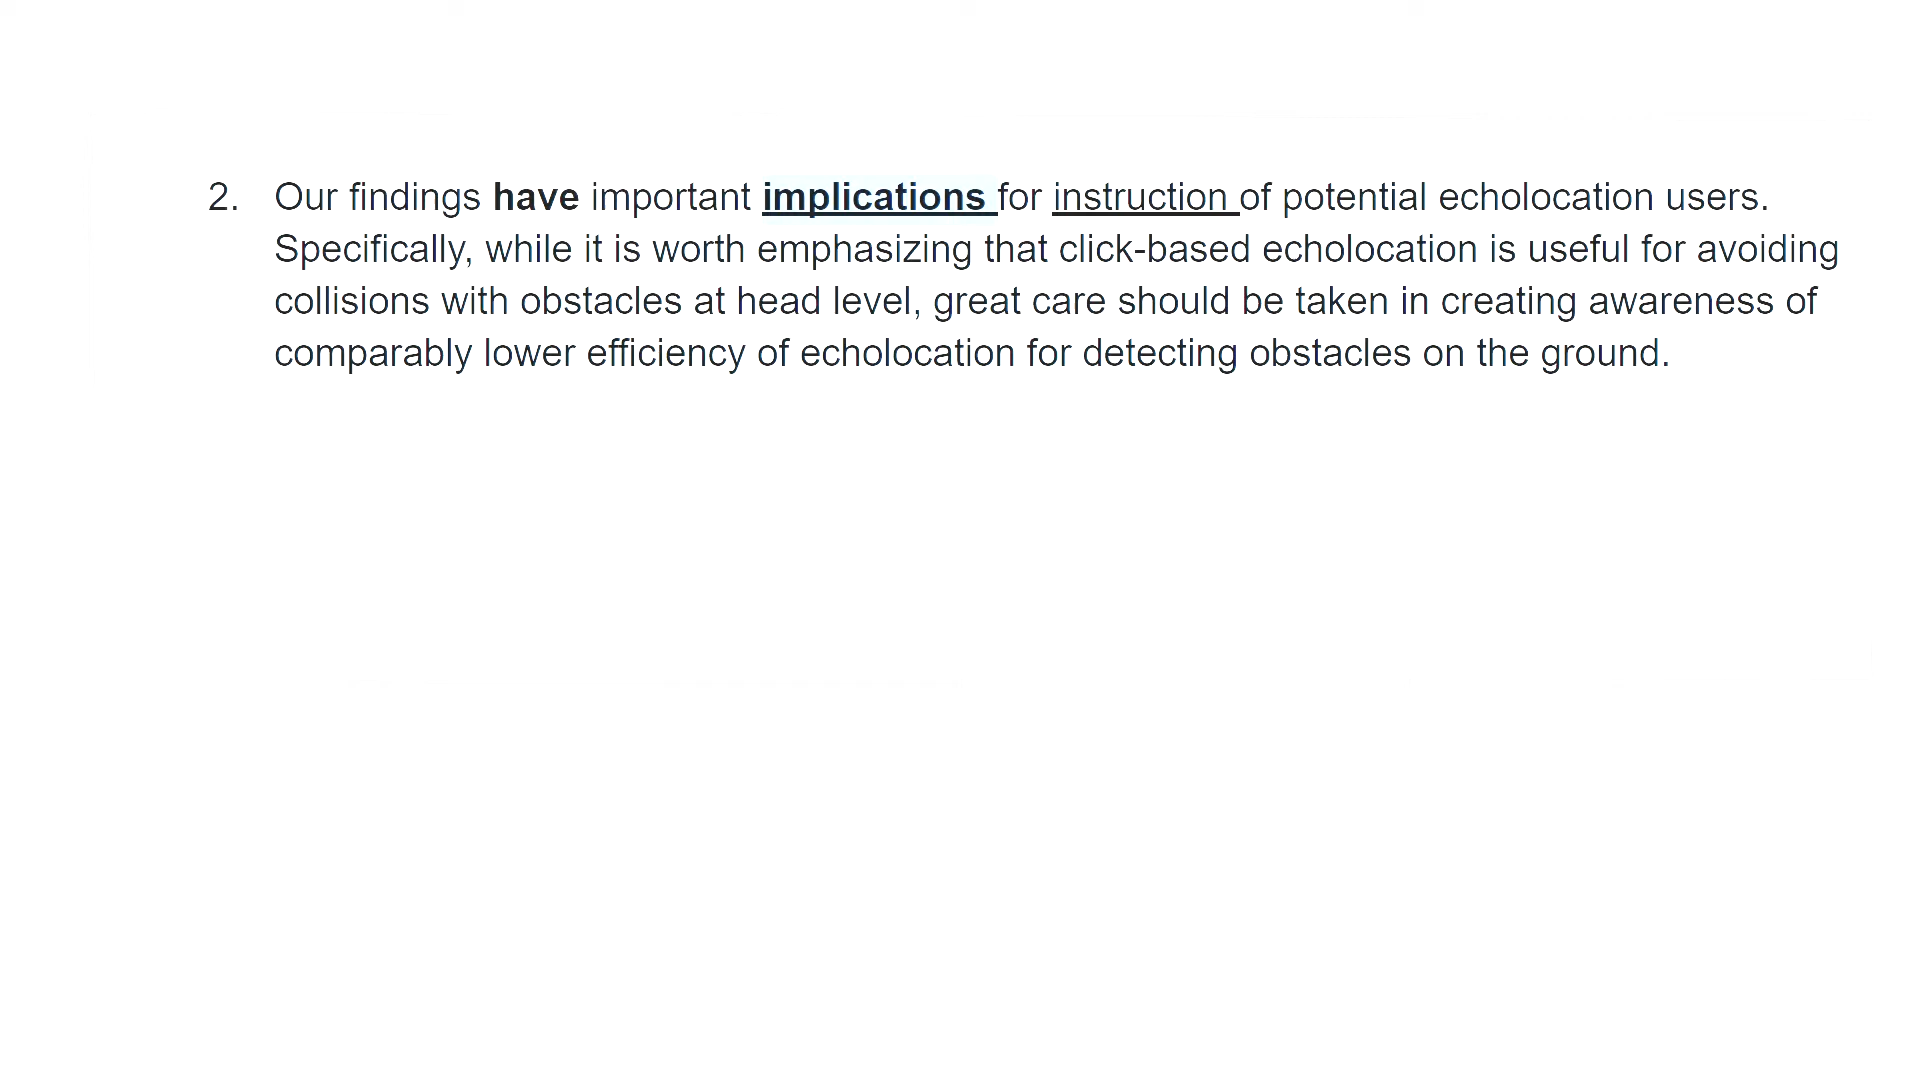 2. Our findings have important implications for instruction of potential echolocation users.
Specifically, while it is worth emphasizing that click-based echolocation is useful for avoiding
collisions with obstacles at head level, great care should be taken in creating awareness of
comparably lower efficiency of echolocation for detecting obstacles on the ground.